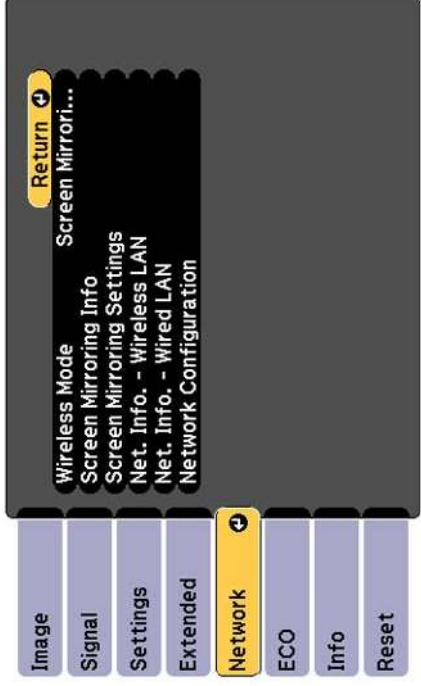 Image
Signal
Settings
Extended
Network
ECO
Info
Reset
Return
Wireless Mode Screen Mirrori...
Screen Mirroring Info
Screen Mirroring Settings
Net. Info. - Wireless LAN
Net. Info. - Wired LAN
Network Configuration